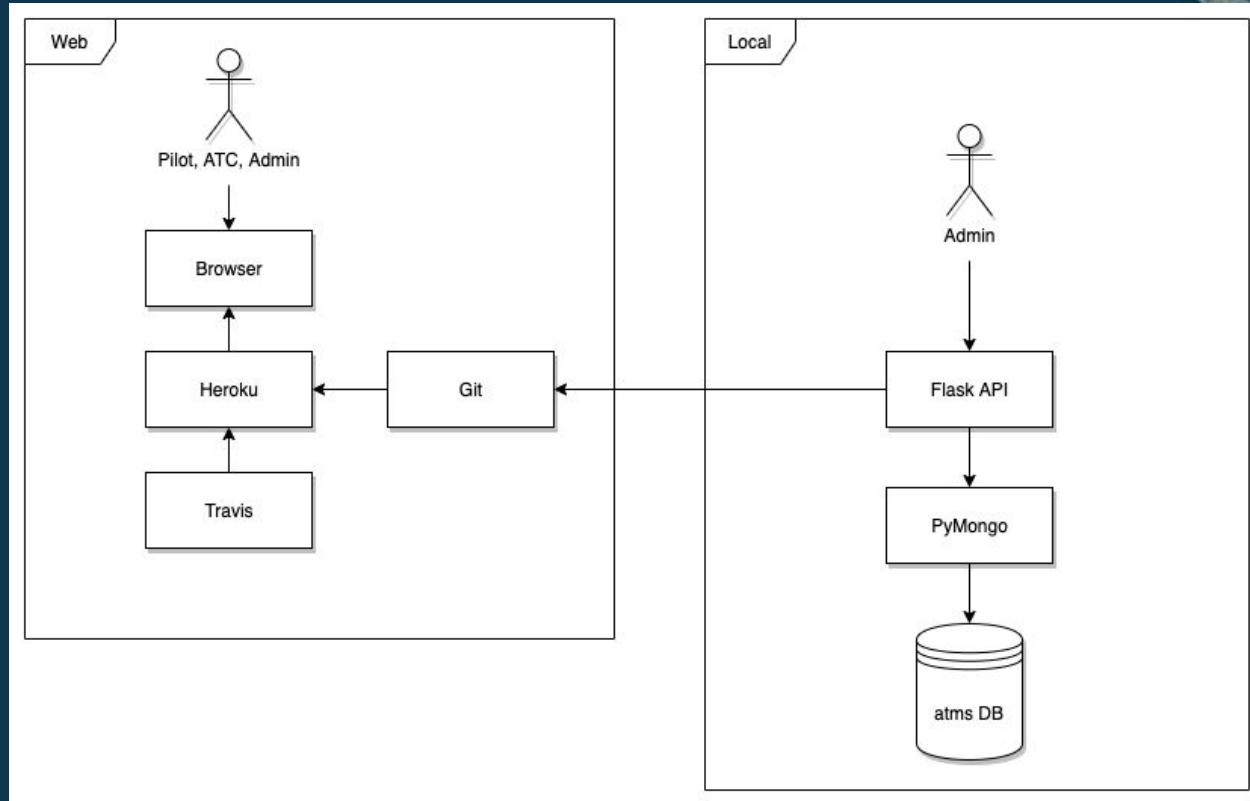 Web
Pilot, ATC, Admin
Browser
Heroku
Git
Travis
Local
Admin
Flask API
PyMongo
atms DB